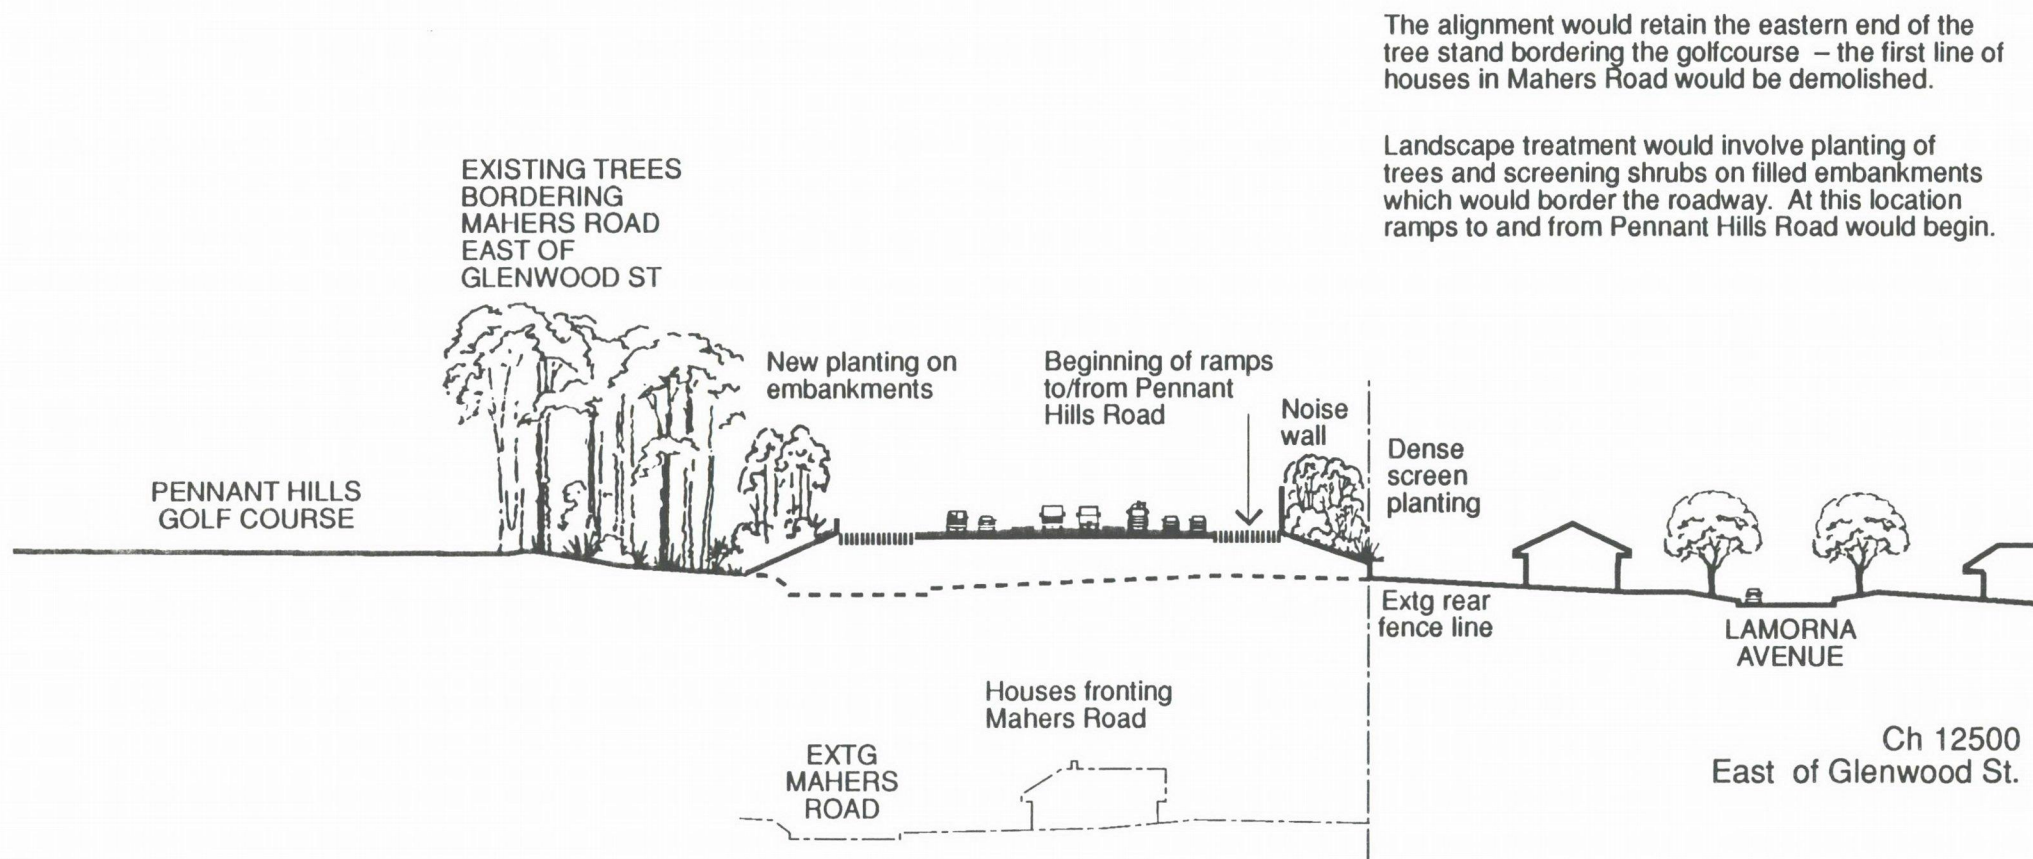 The alignment would retain the eastern end of the
tree stand bordering the golfcourse – the first line of
houses in Mahers Road would be demolished.
Landscape treatment would involve planting of
trees and screening shrubs on filled embankments
which would border the roadway. At this location
ramps to and from Pennant Hills Road would begin.
EXISTING TREES
BORDERING
MAHERS ROAD
EAST OF
GLENWOOD ST
New planting on
embankments
Beginning of ramps
to/from Pennant
Hills Road
Noise
wall
Dense
screen
planting
PENNANT HILLS
GOLF COURSE
Extg rear
fence line
LAMORNA
AVENUE
Houses fronting
Mahers Road
EXTG
MAHERS
ROAD
Ch 12500
East of Glenwood St.